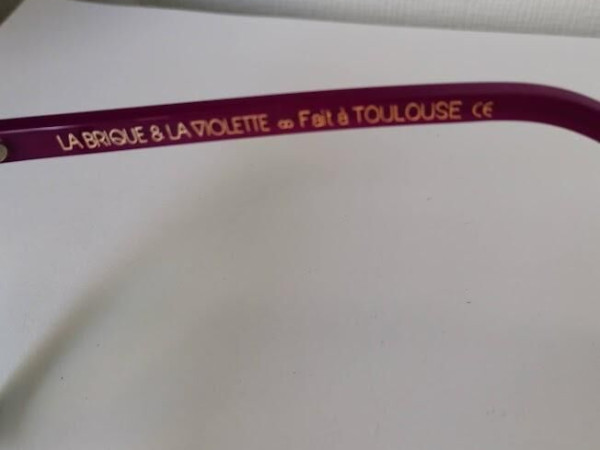 LA BRIQUE & LA VIOLETTE ∞ Fait à TOULOUSE CE